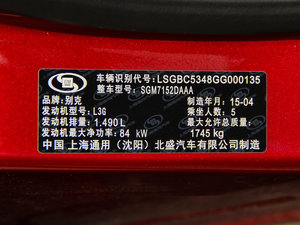 车辆识别代号 LSGBC5348GG000135
整车型号: SGM7152DAAA
品牌: 别克 制造年月 15-04
发动机型号 L3G 乘坐人数 5
发动机排量: 1.490L 最大允许总质量:
发动机最大净功率: 84 kW 1745 kg
中国 上海通用 (沈阳) 北盛汽车有限公司制造